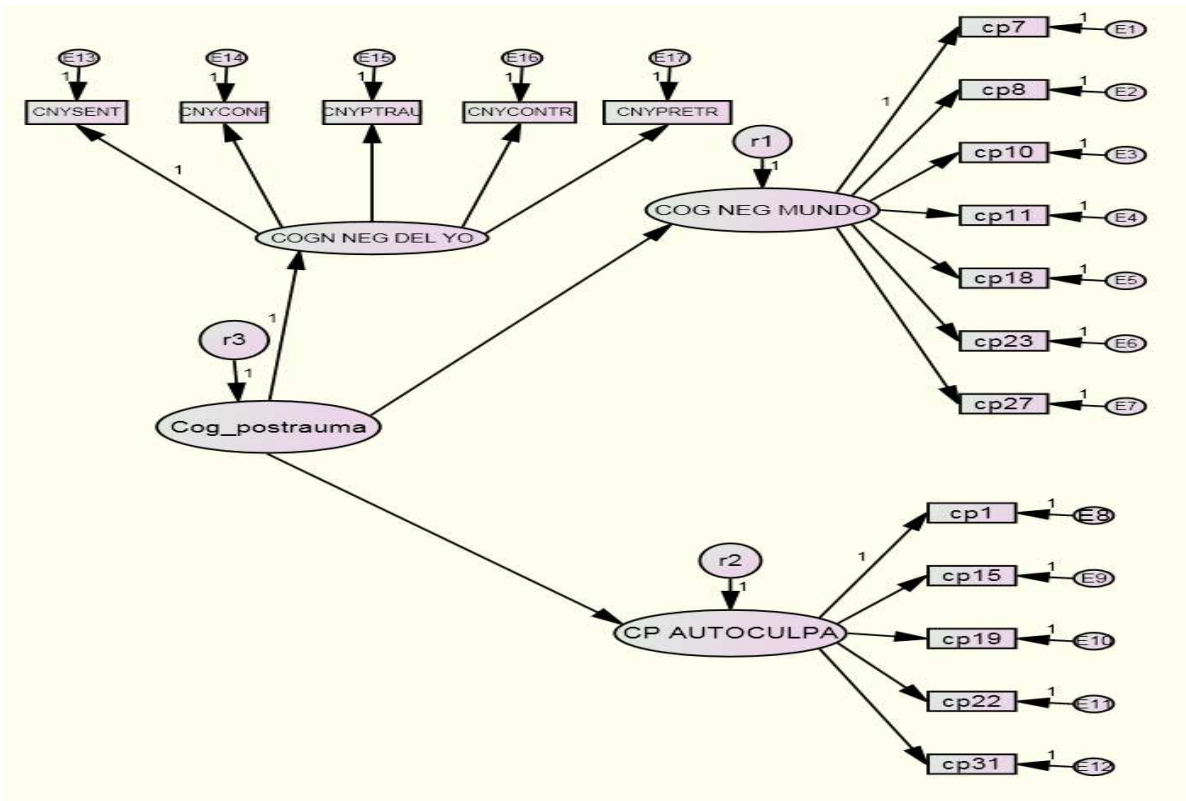 E13
E14
E15
E16
E17
1
1
1
1
1
CNYSENT
CNYCONF
CNYPTRAU
CNYCONTR
CNYPRETR
1
COGN NEG DEL YO
1
r3
1
Cog_postrauma
r1
1
COG NEG MUNDO
1
cp7
1
E1
cp8
1
E2
cp10
1
E3
cp11
1
E4
cp18
1
E5
cp23
1
E6
cp27
1
E7
r2
1
CP AUTOCULPA
1
cp1
1
E8
cp15
1
E9
cp19
1
E10
cp22
1
E11
cp31
1
E12